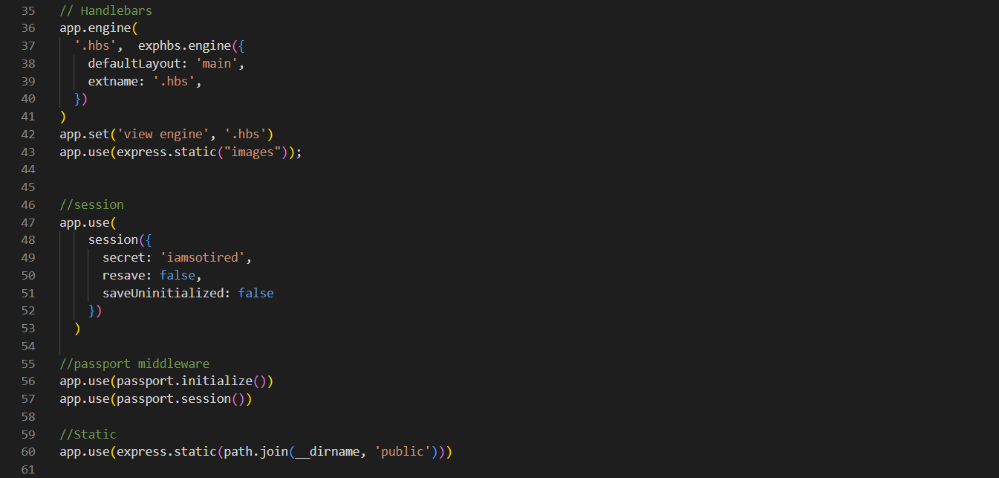 35 // Handlebars
36 app.engine(
37   '.hbs',  exphbs.engine({
38     defaultLayout: 'main',
39     extname: '.hbs',
40   })
41 )
42 app.set('view engine', '.hbs')
43 app.use(express.static("images"));
44
45
46 //session
47 app.use(
48     session({
49       secret: 'iamsotired',
50       resave: false,
51       saveUninitialized: false
52     })
53   )
54
55 //passport middleware
56 app.use(passport.initialize())
57 app.use(passport.session())
58
59 //Static
60 app.use(express.static(path.join(__dirname, 'public')))
61